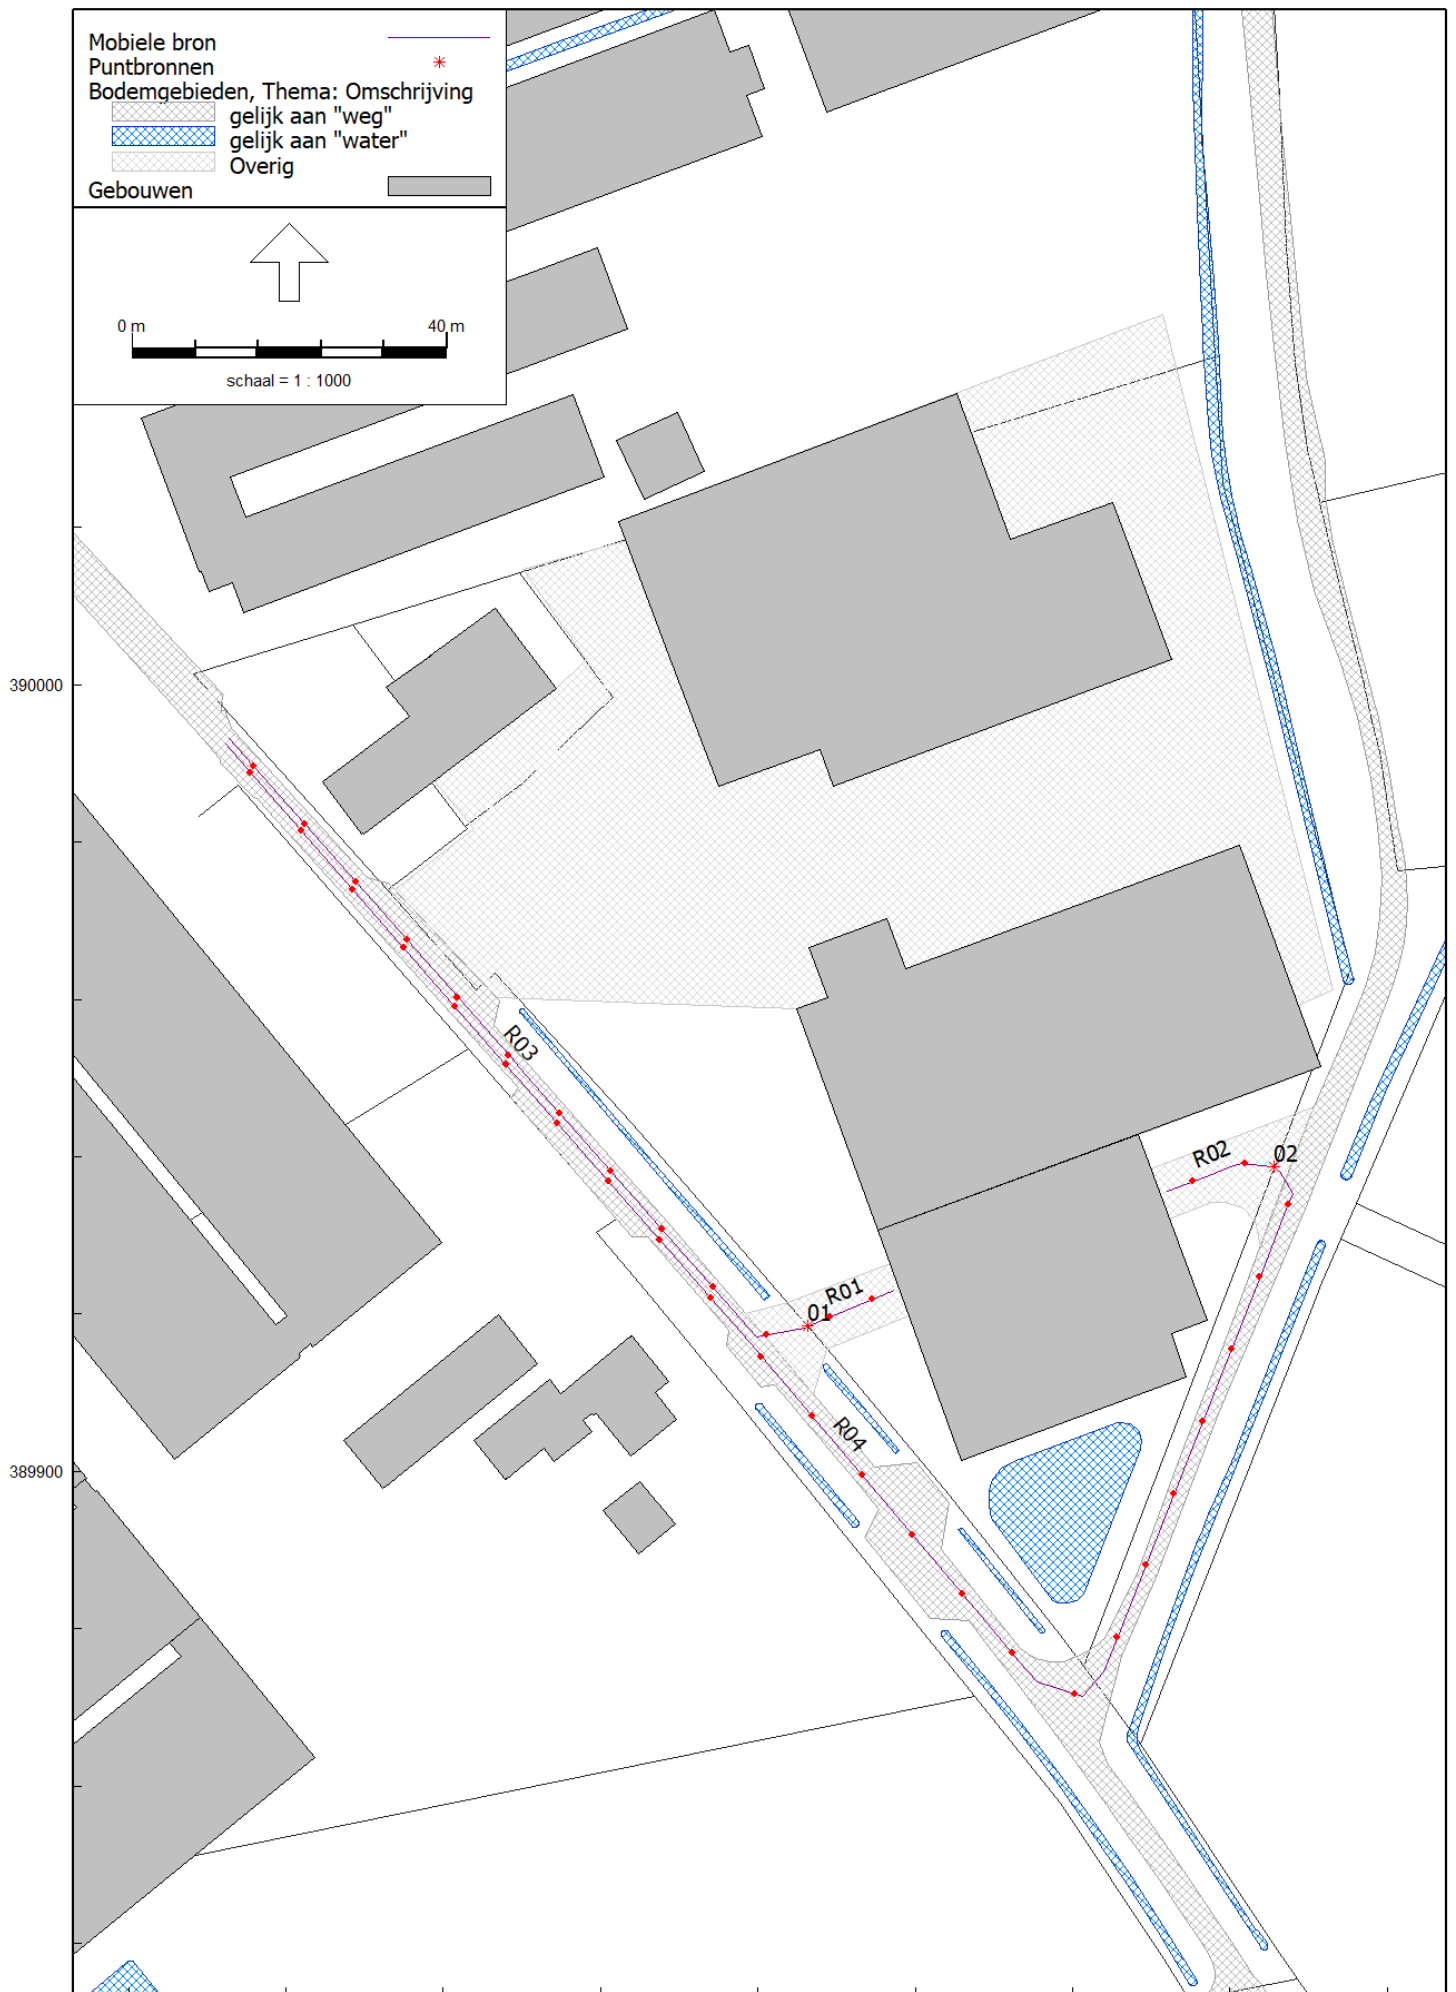 Mobiele bron
Puntbronnen
Bodemgebieden, Thema: Omschrijving
gelijk aan "weg"
gelijk aan "water"
Overig
Gebouwen
0 m 40 m
schaal = 1 : 1000
390000
R03
R02 02
R01
01
R04
389900